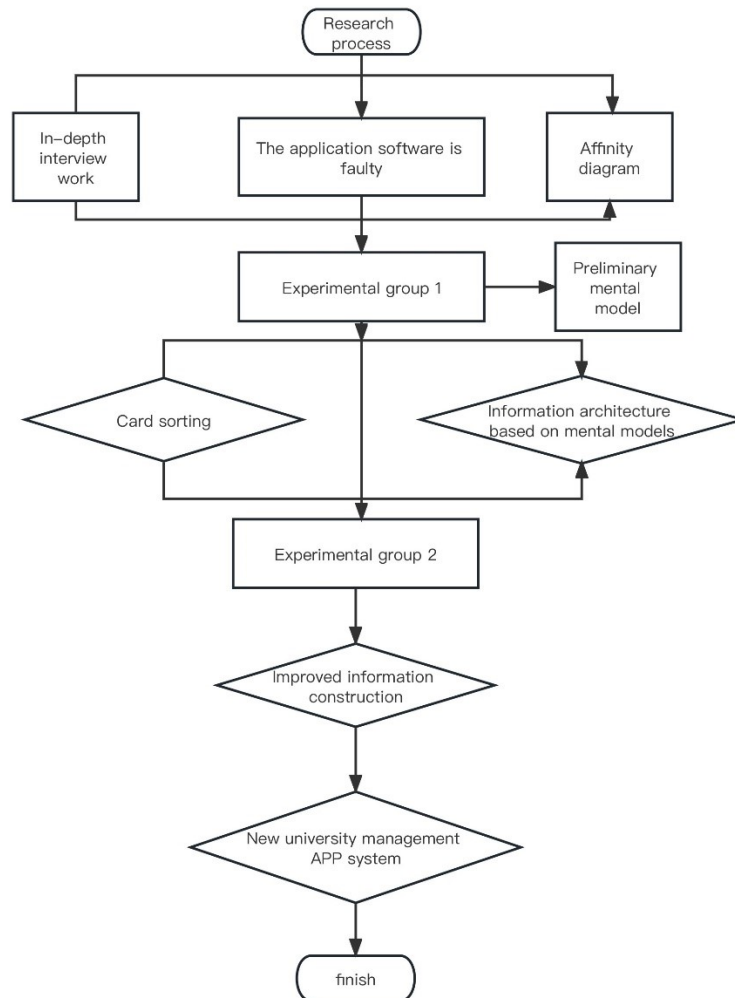 Research
process
In-depth
interview
work
The application software is
faulty
Affinity
diagram
Experimental group 1
Preliminary
mental
model
Card sorting
Information architecture
based on mental models
Experimental group 2
Improved information
construction
New university management
APP system
finish